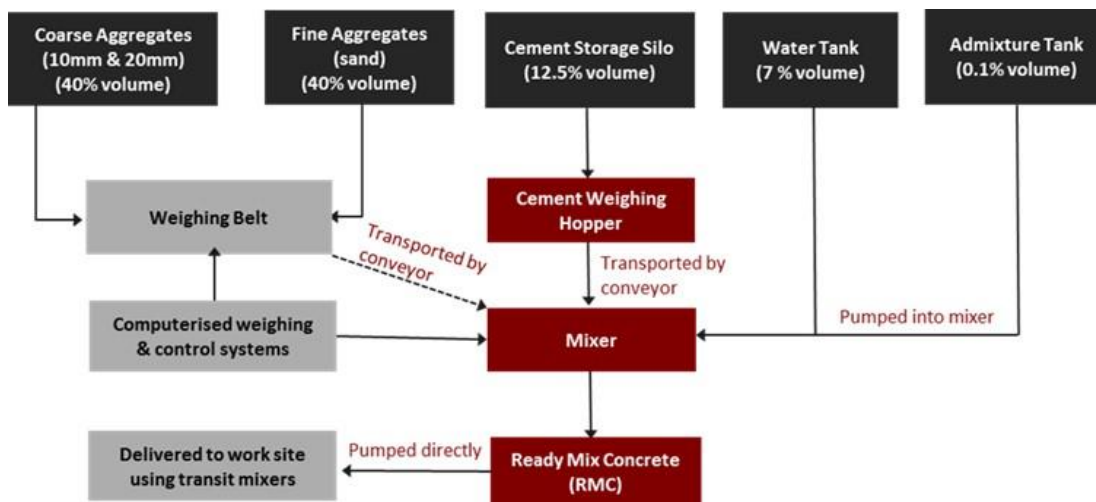 Coarse Aggregates
(10mm & 20mm)
(40% volume)
Fine Aggregates
(sand)
(40% volume)
Cement Storage Silo
(12.5% volume)
Water Tank
(7 % volume)
Admixture Tank
(0.1% volume)
Weighing Belt
Cement Weighing
Hopper
Transported by
conveyor
Transported by
conveyor
Computerised weighing
& control systems
Mixer
Pumped into mixer
Delivered to work site
using transit mixers
Pumped directly
Ready Mix Concrete
(RMC)